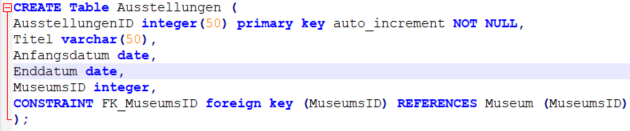 CREATE Table Ausstellungen (
AusstellungenID integer(50) primary key auto_increment NOT NULL,
Titel varchar(50),
Anfangsdatum date,
Enddatum date,
MuseumsID integer,
CONSTRAINT FK_MuseumsID foreign key (MuseumsID) REFERENCES Museum (MuseumsID)
);